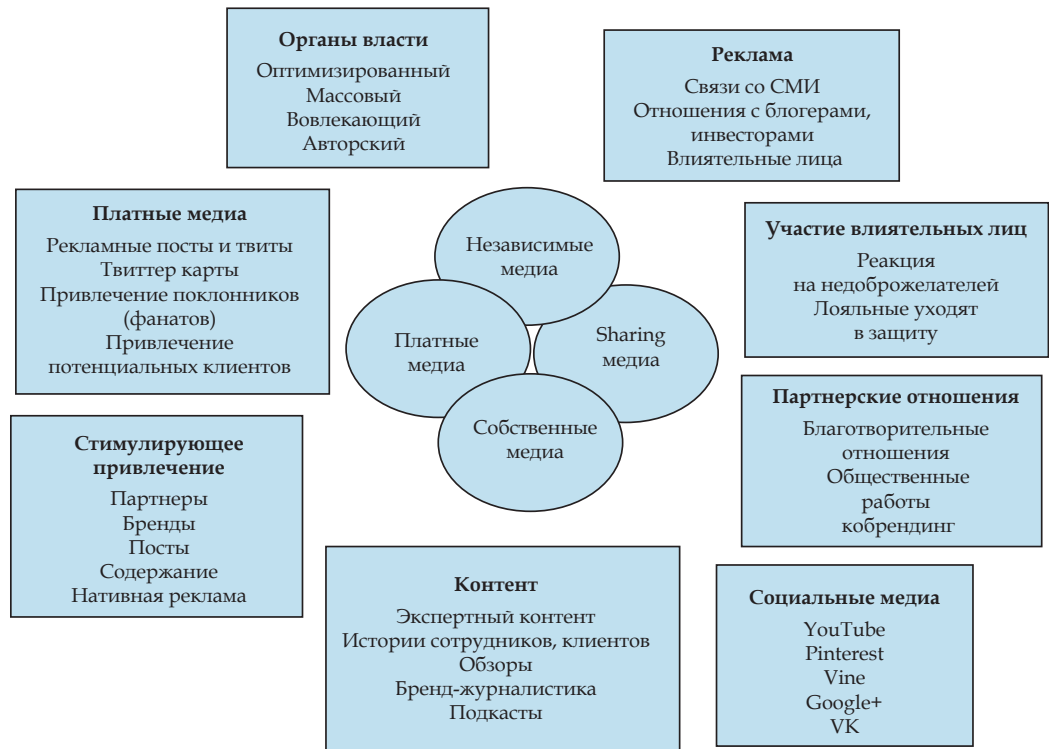 Органы власти
Оптимизированный
Массовый
Вовлекающий
Авторский
Реклама
Связи со СМИ
Отношения с блогерами,
инвесторами
Влиятельные лица
Платные медиа
Рекламные посты и твиты
Твиттер карты
Привлечение поклонников
(фанатов)
Привлечение
потенциальных клиентов
Независимые
медиа
Платные
медиа
Sharing
медиа
Собственные
медиа
Участие влиятельных лиц
Реакция
на недоброжелателей
Лояльные уходят
в защиту
Стимулирующее
привлечение
Партнеры
Бренды
Посты
Содержание
Нативная реклама
Партнерские отношения
Благотворительные
отношения
Общественные
работы
кобрендинг
Контент
Экспертный контент
Истории сотрудников, клиентов
Обзоры
Бренд-журналистика
Подкасты
Социальные медиа
YouTube
Pinterest
Vine
Google+
VK